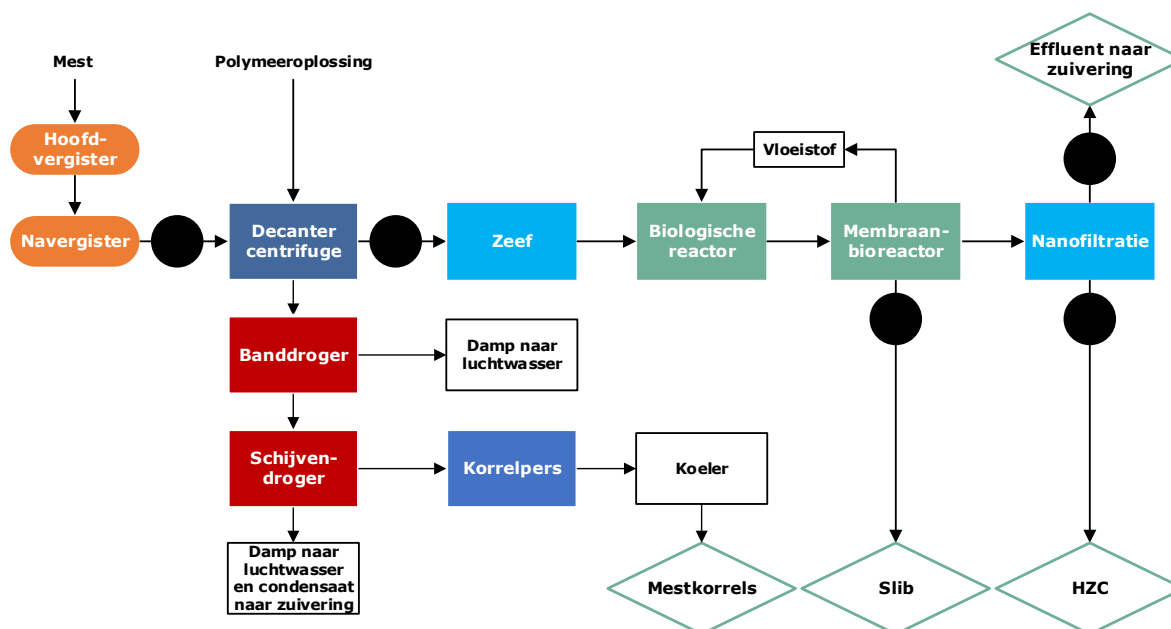 Effluent naar
zuivering
Mest
Polymeeroplossing
Hoofd-
vergister
Vloeistof
Navergister
Decanter
centrifuge
Zeef
Biologische
reactor
Membraan-
bioreactor
Nanofiltratie
Banddroger
Damp naar
luchtwasser
Schijven-
droger
Korrelpers
Koeler
Damp naar
luchtwasser
en condensaat
naar zuivering
Mestkorrels
Slib
HZC